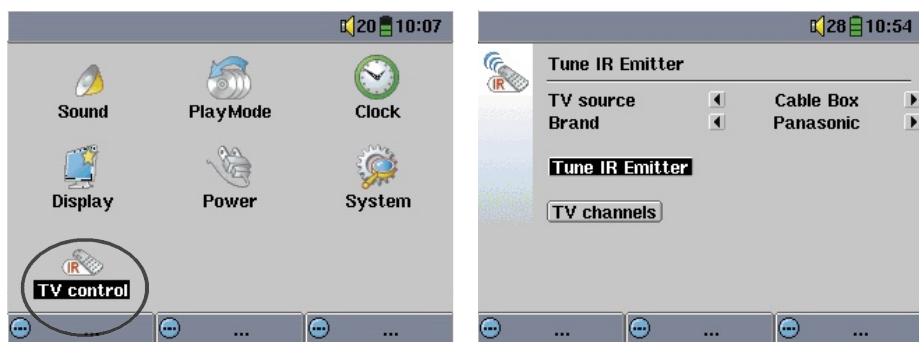 20 10:07
Sound PlayMode Clock
Display Power System
IR
TV control
... ... ...
28 10:54
IR
Tune IR Emitter
TV source Cable Box
Brand Panasonic
Tune IR Emitter
TV channels
... ... ...